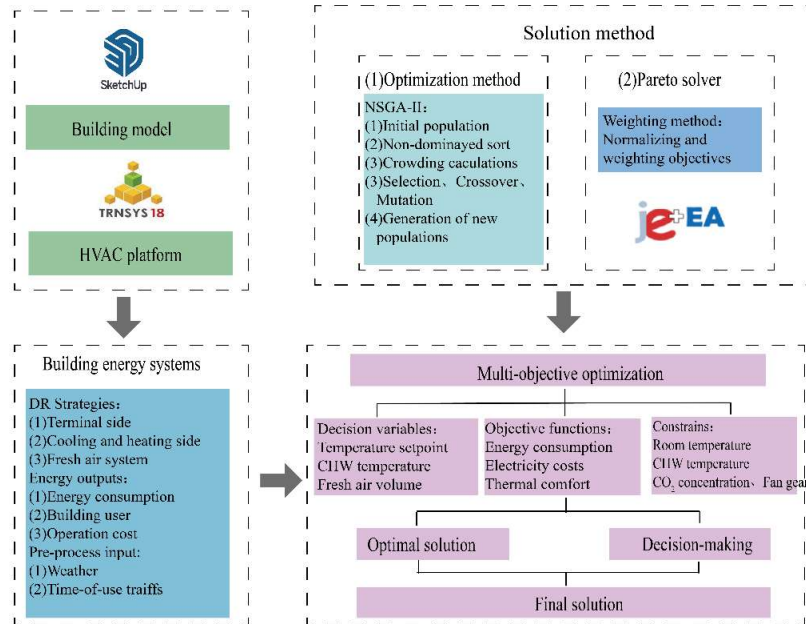 SketchUp
Building model
TRNSYS 18
HVAC platform
Solution method
(1)Optimization method
NSGA-II:
(1)Initial population
(2)Non-dominayed sort
(3)Crowding caculations
(3)Selection、Crossover、
Mutation
(4)Generation of new
populations
(2)Pareto solver
Weighting method:
Normalizing and
weighting objectives
je+EA
Building energy systems
DR Strategies:
(1)Terminal side
(2)Cooling and heating side
(3)Fresh air system
Energy outputs:
(1)Energy consumption
(2)Building user
(3)Operation cost
Pre-process input:
(1)Weather
(2)Time-of-use traiffs
Multi-objective optimization
Decision variables:
Temperature setpoint
CHW temperature
Fresh air volume
Objective functions:
Energy consumption
Electricity costs
Thermal comfort
Constrains:
Room temperature
CHW temperature
CO₂ concentration、Fan gear
Optimal solution
Decision-making
Final solution